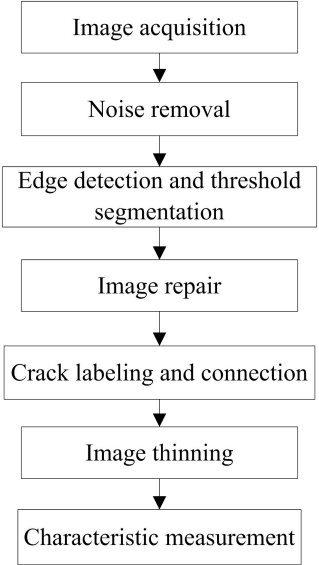 Image acquisition
Noise removal
Edge detection and threshold
segmentation
Image repair
Crack labeling and connection
Image thinning
Characteristic measurement